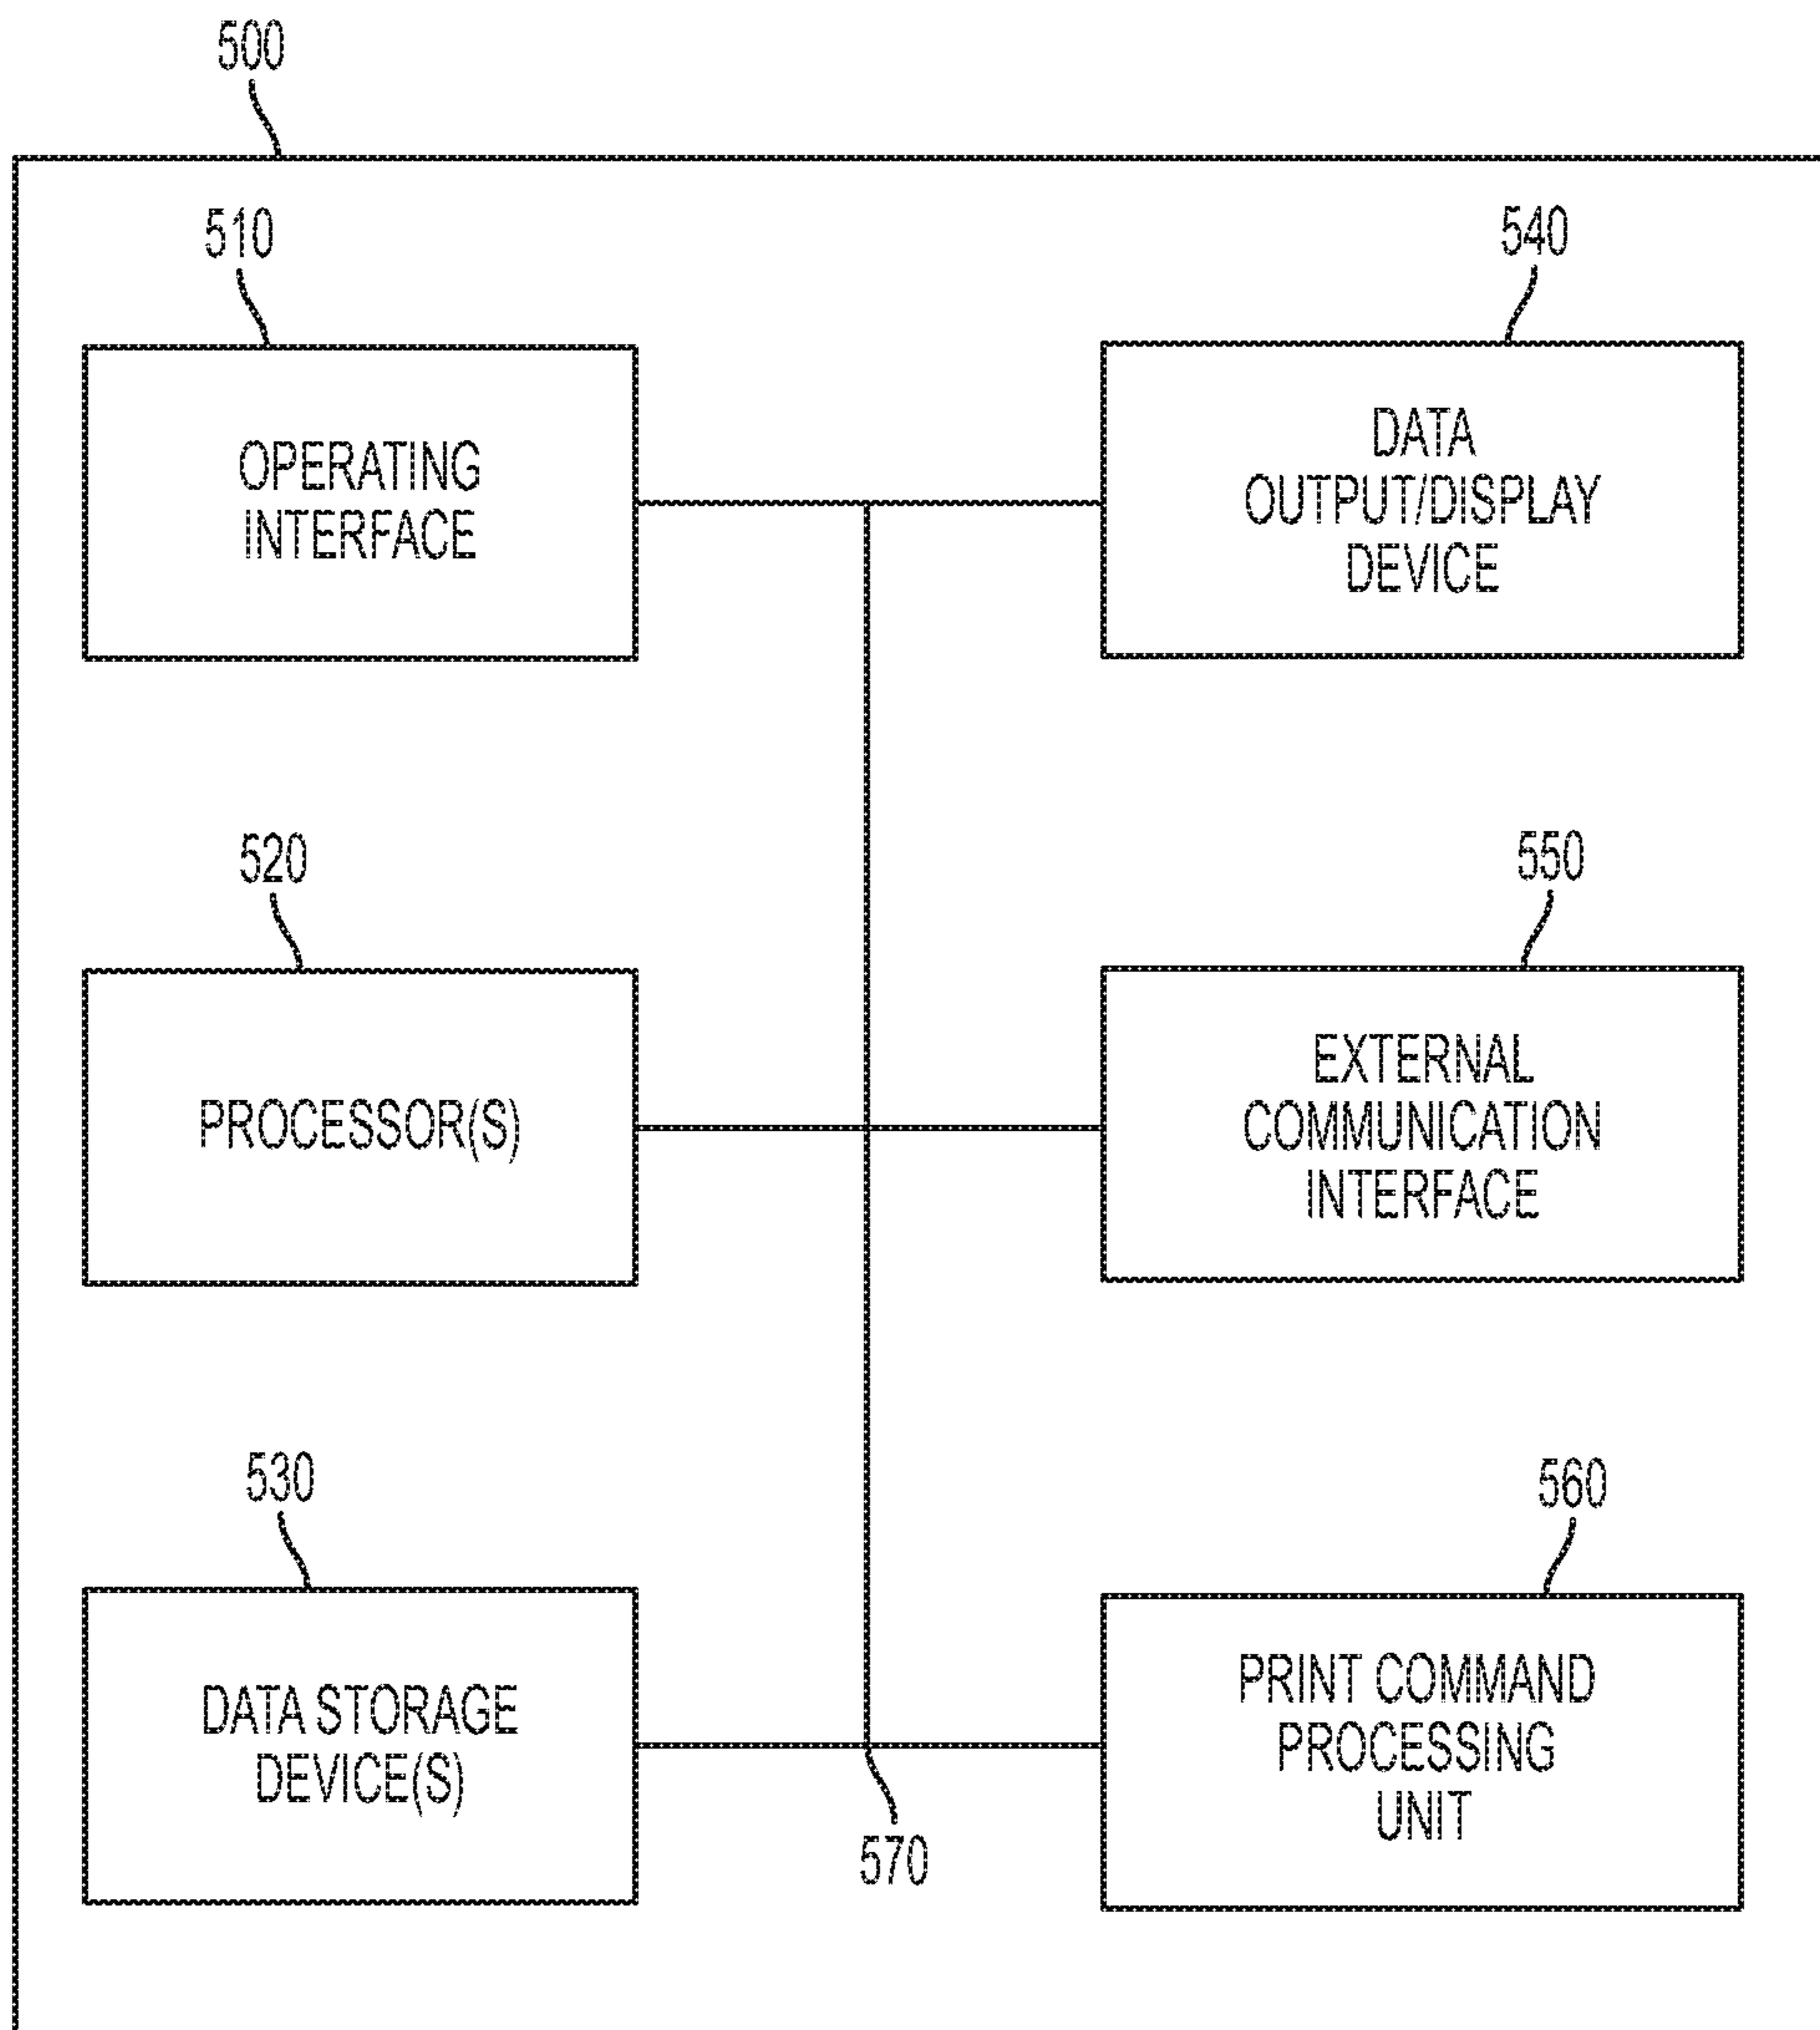 500
510
OPERATING
INTERFACE
540
DATA
OUTPUT/DISPLAY
DEVICE
520
PROCESSOR(S)
550
EXTERNAL
COMMUNICATION
INTERFACE
530
DATA STORAGE
DEVICE(S)
560
PRINT COMMAND
PROCESSING
UNIT
570